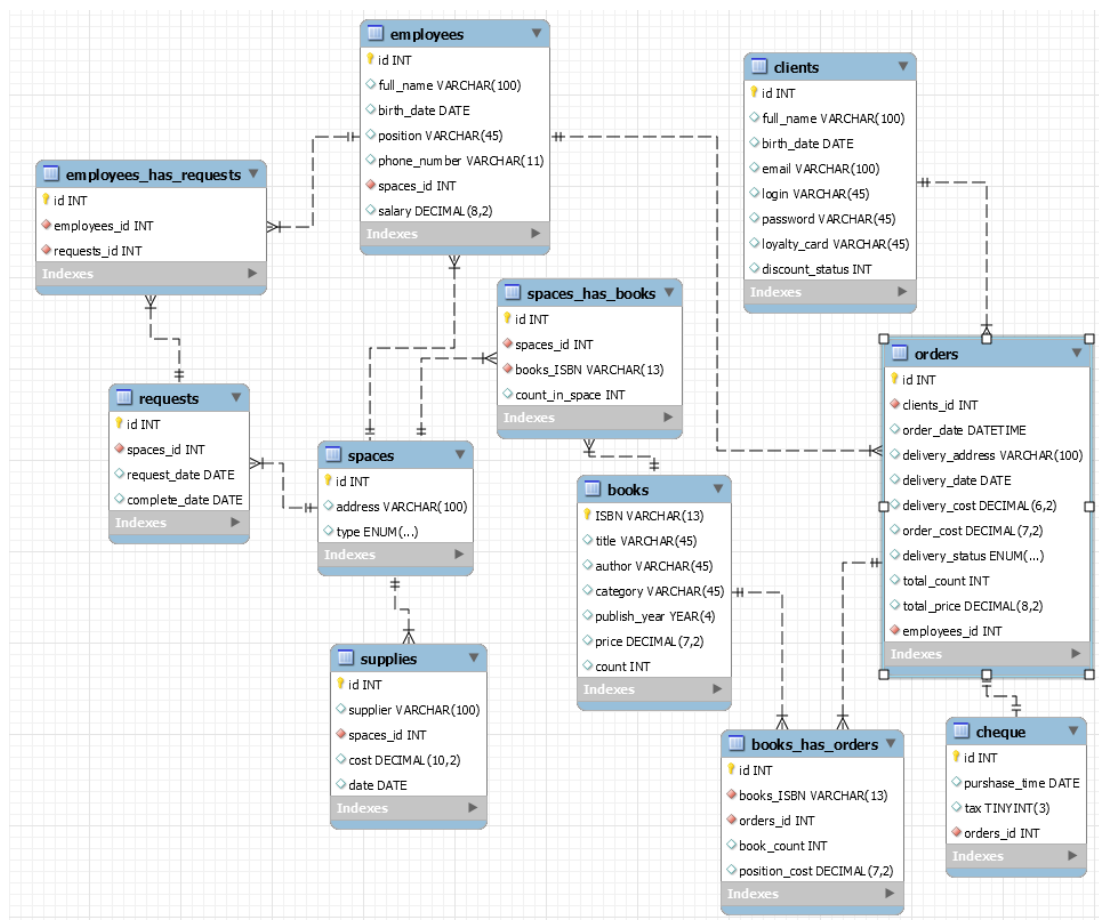 employees
id INT
full_name VARCHAR(100)
birth_date DATE
position VARCHAR(45)
phone_number VARCHAR(11)
spaces_id INT
salary DECIMAL(8,2)
Indexes
clients
id INT
full_name VARCHAR(100)
birth_date DATE
email VARCHAR(100)
login VARCHAR(45)
password VARCHAR(45)
loyalty_card VARCHAR(45)
discount_status INT
Indexes
employees_has_requests
id INT
employees_id INT
requests_id INT
Indexes
spaces_has_books
id INT
spaces_id INT
books_ISBN VARCHAR(13)
count_in_space INT
Indexes
orders
id INT
clients_id INT
order_date DATETIME
delivery_address VARCHAR(100)
delivery_date DATE
delivery_cost DECIMAL(6,2)
order_cost DECIMAL(7,2)
delivery_status ENUM(...)
total_count INT
total_price DECIMAL(8,2)
employees_id INT
Indexes
requests
id INT
spaces_id INT
request_date DATE
complete_date DATE
Indexes
spaces
id INT
address VARCHAR(100)
type ENUM(...)
Indexes
books
ISBN VARCHAR(13)
title VARCHAR(45)
author VARCHAR(45)
category VARCHAR(45)
publish_year YEAR(4)
price DECIMAL(7,2)
count INT
Indexes
supplies
id INT
supplier VARCHAR(100)
spaces_id INT
cost DECIMAL(10,2)
date DATE
Indexes
books_has_orders
id INT
books_ISBN VARCHAR(13)
orders_id INT
book_count INT
position_cost DECIMAL(7,2)
Indexes
cheque
id INT
purshase_time DATE
tax TINYINT(3)
orders_id INT
Indexes